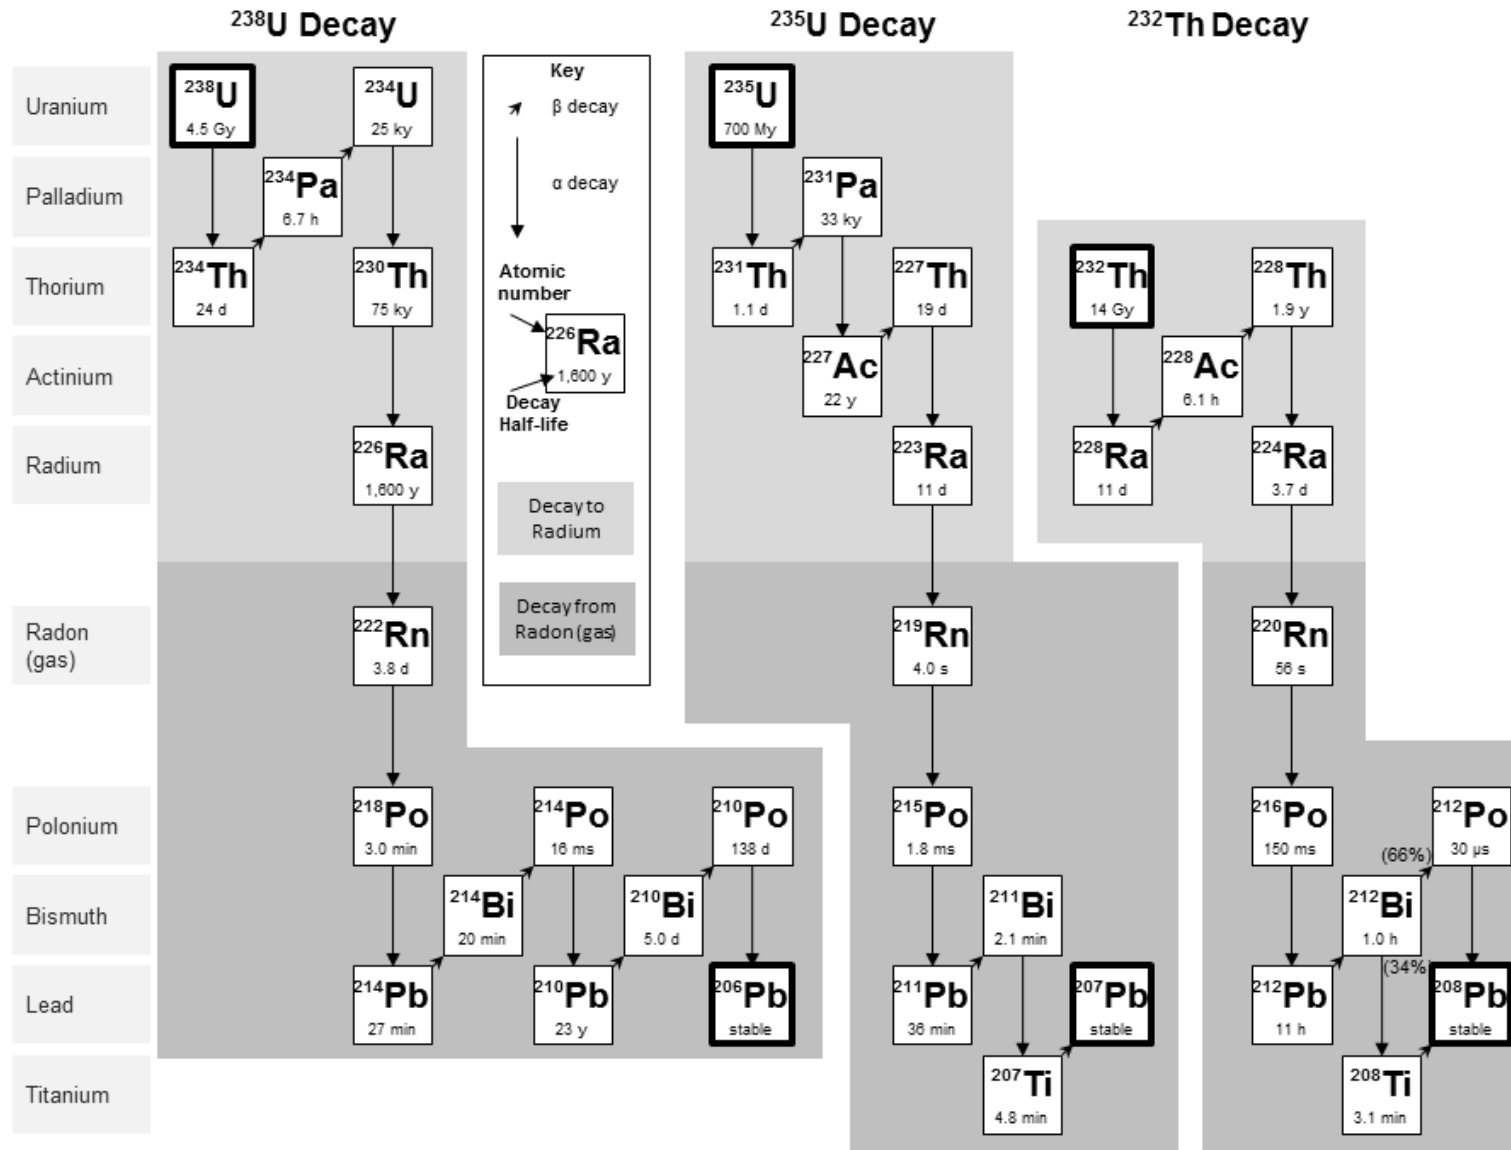 238U Decay
235U Decay
232Th Decay
Uranium
Palladium
Thorium
Actinium
Radium
Radon
(gas)
Polonium
Bismuth
Lead
Titanium
238U
4.5 Gy
234U
25 ky
234Pa
6.7 h
234Th
24 d
230Th
75 ky
226Ra
1,600 y
222Rn
3.8 d
218Po
3.0 min
214Po
16 ms
210Po
138 d
214Bi
20 min
210Bi
5.0 d
214Pb
27 min
210Pb
23 y
206Pb
stable
Key
β decay
α decay
Atomic
number
226Ra
1,600 y
Decay
Half-life
Decay to
Radium
Decay from
Radon (gas)
235U
700 My
231Pa
33 ky
231Th
1.1 d
227Th
19 d
227Ac
22 y
223Ra
11 d
219Rn
4.0 s
215Po
1.8 ms
211Bi
2.1 min
211Pb
36 min
207Pb
stable
207Ti
4.8 min
232Th
14 Gy
228Th
1.9 y
228Ac
6.1 h
228Ra
11 d
224Ra
3.7 d
220Rn
56 s
216Po
150 ms
212Po
30 µs
(66%)
212Bi
1.0 h
(34%)
212Pb
11 h
208Pb
stable
208Ti
3.1 min